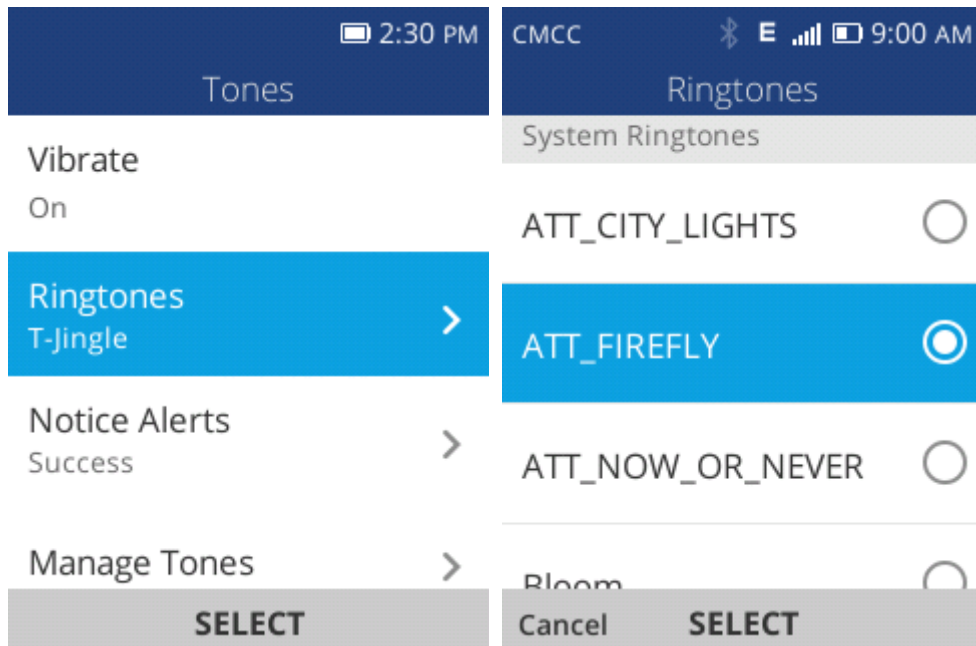 2:30 PM
Tones
Vibrate
On
Ringtones
T-Jingle
Notice Alerts
Success
Manage Tones
SELECT
CMCC E 9:00 AM
Ringtones
System Ringtones
ATT_CITY_LIGHTS
ATT_FIREFLY
ATT_NOW_OR_NEVER
Bloom
Cancel SELECT